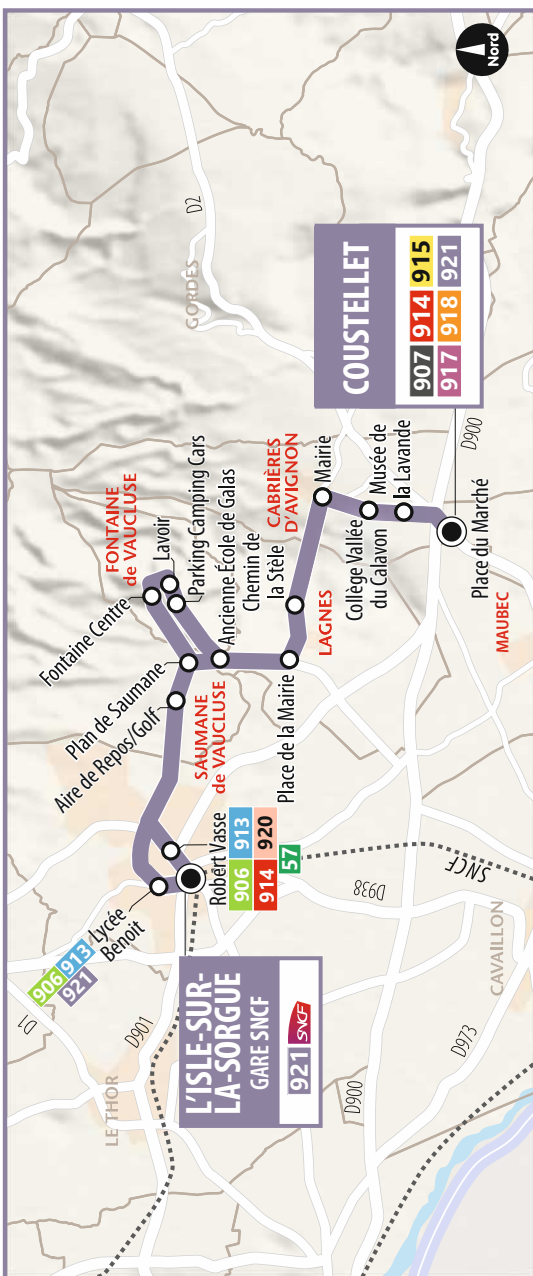 Nord
D2
GORDES
COUSTELLET
907 914 915
917 918 921
D900
FONTAINE
de VAUCLUSE
Lavoir
Parking Camping Cars
Fontaine Centre
Ancienne École de Galas
Chemin de
la Stèle
CABRIÈRES
D'AVIGNON
Mairie
Musée de
la Lavande
Collège Vallée
du Calavon
Place du Marché
MAUBEC
LAGNES
Place de la Mairie
Plan de Saumane
Aire de Repos/Golf
SAUMANE
de VAUCLUSE
Robert Vasse
906 913
914 920
57
SNCF
D938
CAVAILLON
D973
D900
Lycée
Benoit
906 913
921
D1
D901
LE THOR
L'ISLE-SUR-
LA-SORGUE
GARE SNCF
921 SNCF